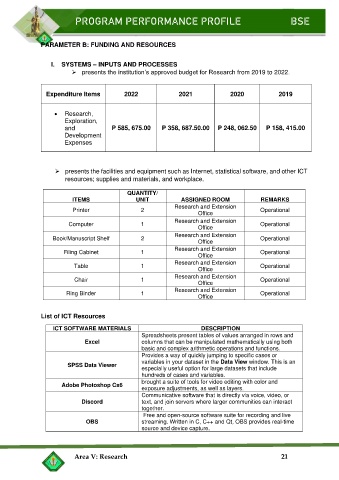 PROGRAM PERFORMANCE PROFILE BSE
PARAMETER B: FUNDING AND RESOURCES
I. SYSTEMS – INPUTS AND PROCESSES
➢ presents the institution's approved budget for Research from 2019 to 2022.
Expenditure Items 2022 2021 2020 2019
• Research,
Exploration,
and P 585, 675.00 P 358, 687.50.00 P 248, 062.50 P 158, 415.00
Development
Expenses
➢ presents the facilities and equipment such as Internet, statistical software, and other ICT
resources; supplies and materials, and workplace.
ITEMS QUANTITY/ UNIT ASSIGNED ROOM REMARKS
Printer 2 Research and Extension Office Operational
Computer 1 Research and Extension Office Operational
Book/Manuscript Shelf 2 Research and Extension Office Operational
Filing Cabinet 1 Research and Extension Office Operational
Table 1 Research and Extension Office Operational
Chair 1 Research and Extension Office Operational
Ring Binder 1 Research and Extension Office Operational
List of ICT Resources
ICT SOFTWARE MATERIALS DESCRIPTION
Spreadsheets present tables of values arranged in rows and
Excel columns that can be manipulated mathematically using both
basic and complex arithmetic operations and functions.
Provides a way of quickly jumping to specific cases or
SPSS Data Viewer variables in your dataset in the Data View window. This is an
especially useful option for large datasets that include
hundreds of cases and variables.
Adobe Photoshop Cs6 brought a suite of tools for video editing with color and
exposure adjustments, as well as layers.
Communicative software that is directly via voice, video, or
Discord text, and join servers where larger communities can interact
together.
Free and open-source software suite for recording and live
OBS streaming. Written in C, C++ and Qt, OBS provides real-time
source and device capture.
Area V: Research 21